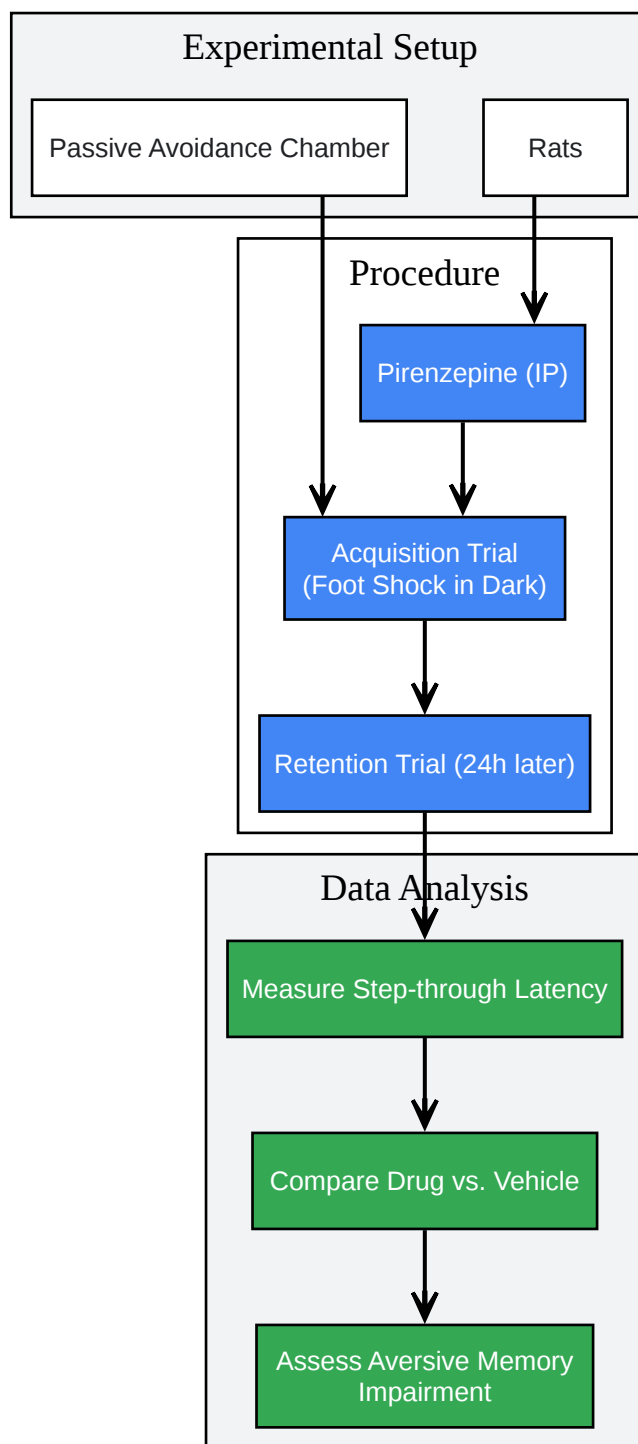 Experimental Setup
Passive Avoidance Chamber
Rats
Procedure
Pirenzepine (IP)
Acquisition Trial
(Foot Shock in Dark)
Retention Trial (24h later)
Data Analysis
Measure Step-through Latency
Compare Drug vs. Vehicle
Assess Aversive Memory
Impairment